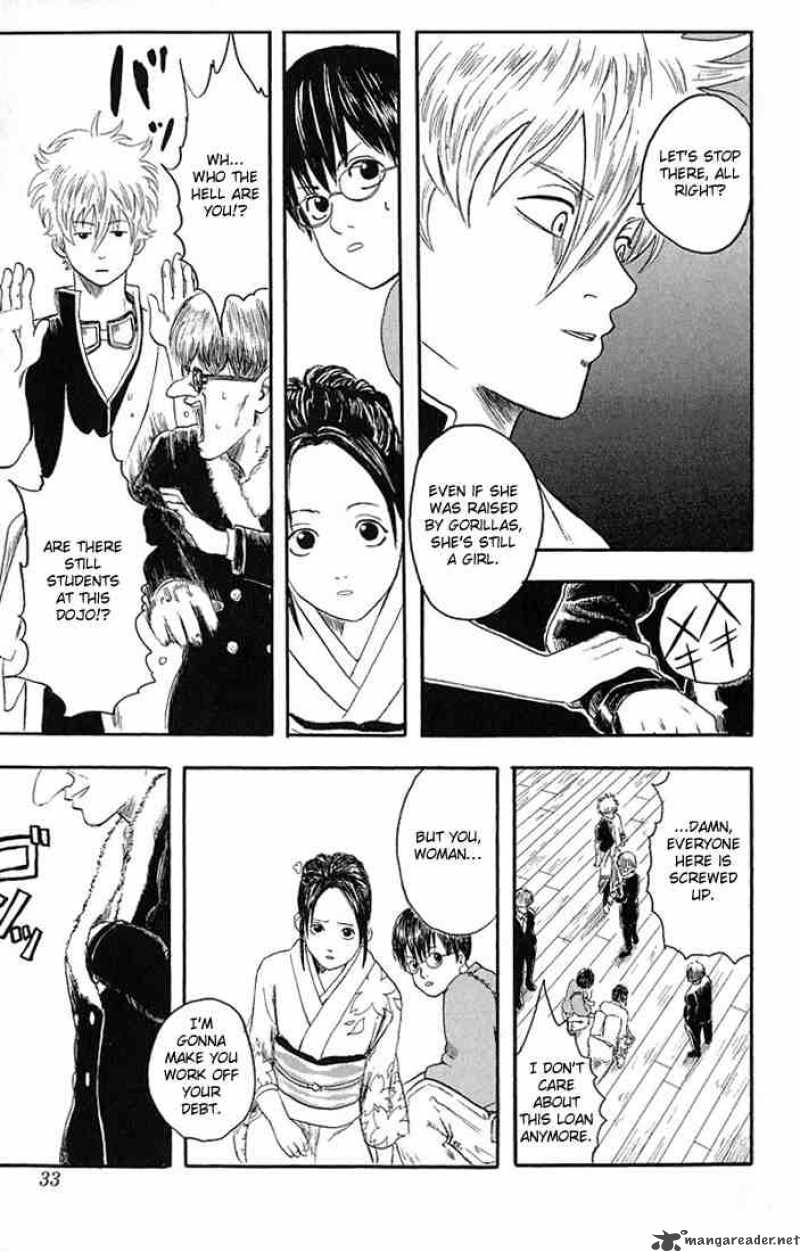 LET'S STOP
THERE, ALL
RIGHT?
EVEN IF SHE
WAS RAISED
BY GORILLAS,
SHE'S STILL
A GIRL.
WH...
WHO THE
HELL ARE
YOU!?
ARE THERE
STILL
STUDENTS
AT THIS
DOJO!?
...DAMN,
EVERYONE
HERE IS
SCREWED
UP.
I DON'T
CARE
ABOUT
THIS LOAN
ANYMORE.
BUT YOU,
WOMAN...
I'M
GONNA
MAKE YOU
WORK OFF
YOUR
DEBT.
33
mangareader.net